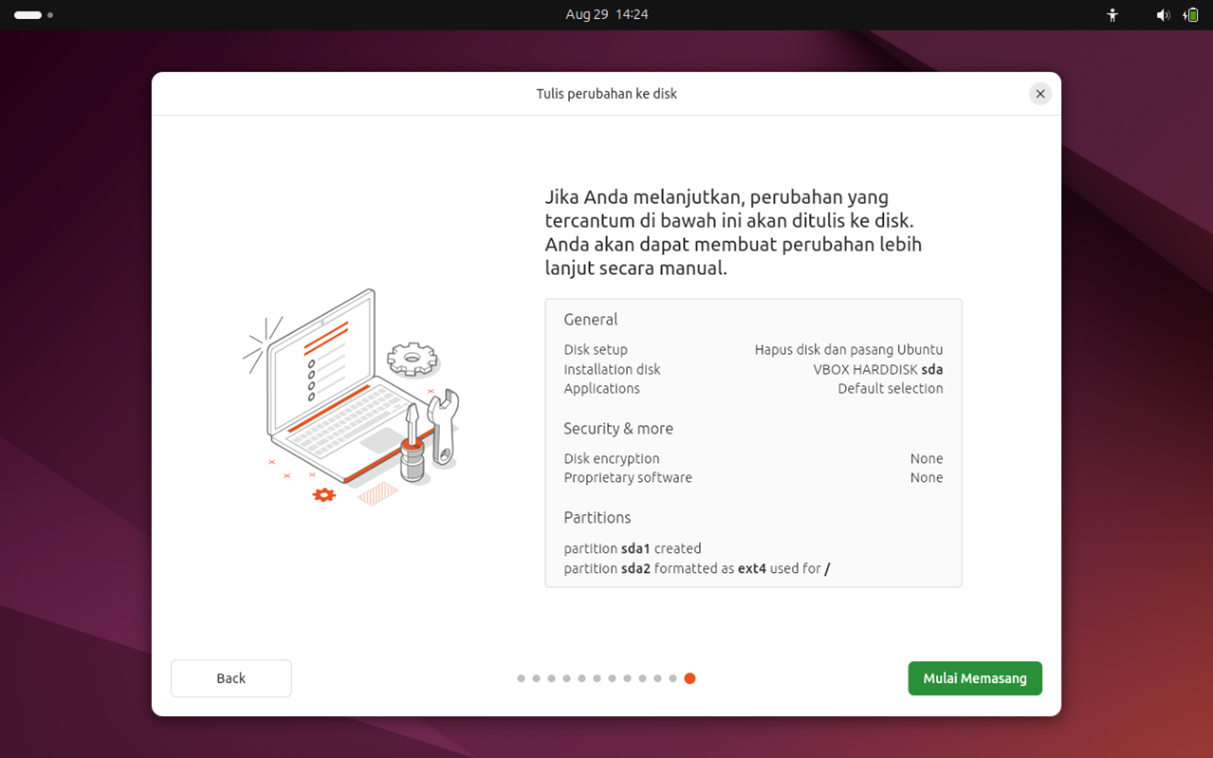 Aug 29 14:24
Tulis perubahan ke disk
Jika Anda melanjutkan, perubahan yang
tercantum di bawah ini akan ditulis ke disk.
Anda akan dapat membuat perubahan lebih
lanjut secara manual.
General
Disk setup Hapus disk dan pasang Ubuntu
Installation disk VBOX HARDDISK sda
Applications Default selection
Security & more
Disk encryption None
Proprietary software None
Partitions
partition sda1 created
partition sda2 formatted as ext4 used for /
Back
Mulai Memasang